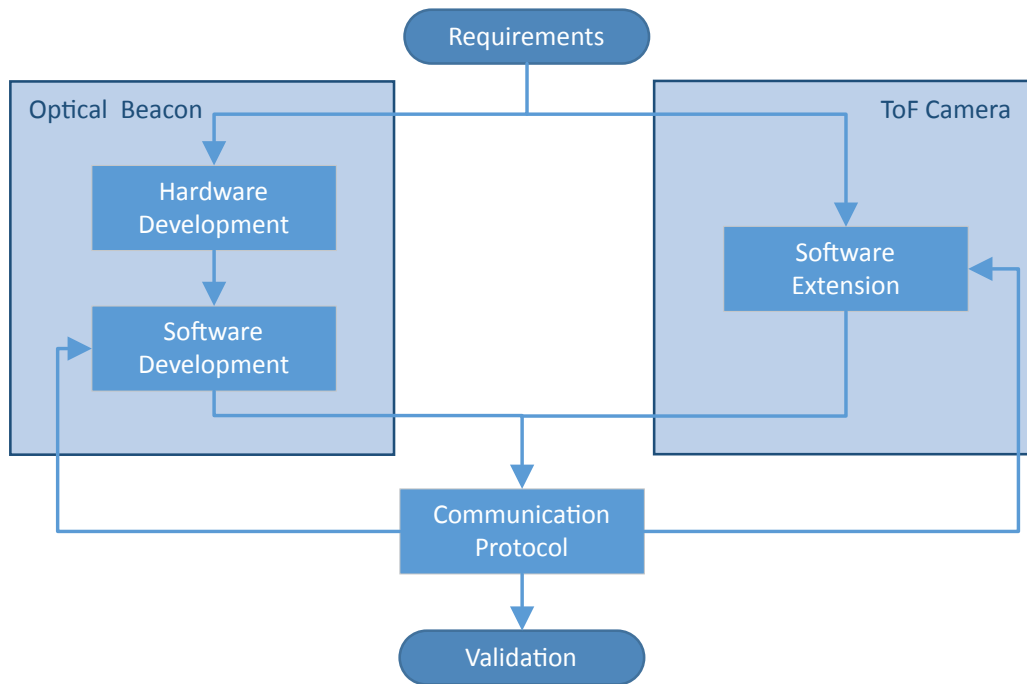 Requirements
Optical  Beacon
ToF Camera
Hardware
Development
Software
Extension
Software
Development
Communication
Protocol
Validation